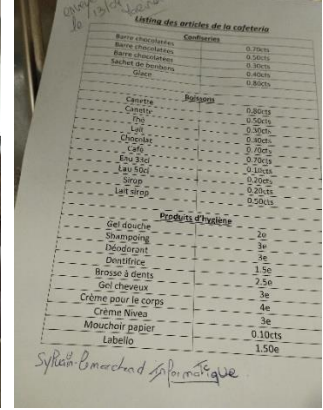 le 13/0
Listing des articles de la cafeteria
Confiseries
Barre chocolatées 0.70cts
Barre chocolatées 0.50cts
Barre chocolatées 0.30cts
Sachet de bonbons 0.40cts
Glace 0.80cts
Boissons
Canette 0.80cts
Canette 0.50cts
Thé 0.30cts
Lait
Chocolat 0.70cts
Café 0.70cts
Eau 33cl 0.10cts
Eau 50cl 0.20cts
Sirop 0.20cts
Lait sirop 0.50cts
Produits d'hygiène
Gel douche 2e
Shampoing 3e
Déodorant 3e
Dentifrice 1.5e
Brosse à dents 2.5e
Gel cheveux 3e
Crème pour le corps 4e
Crème Nivea 3e
Mouchoir papier 0.10cts
Labello 1.50e
Informatique